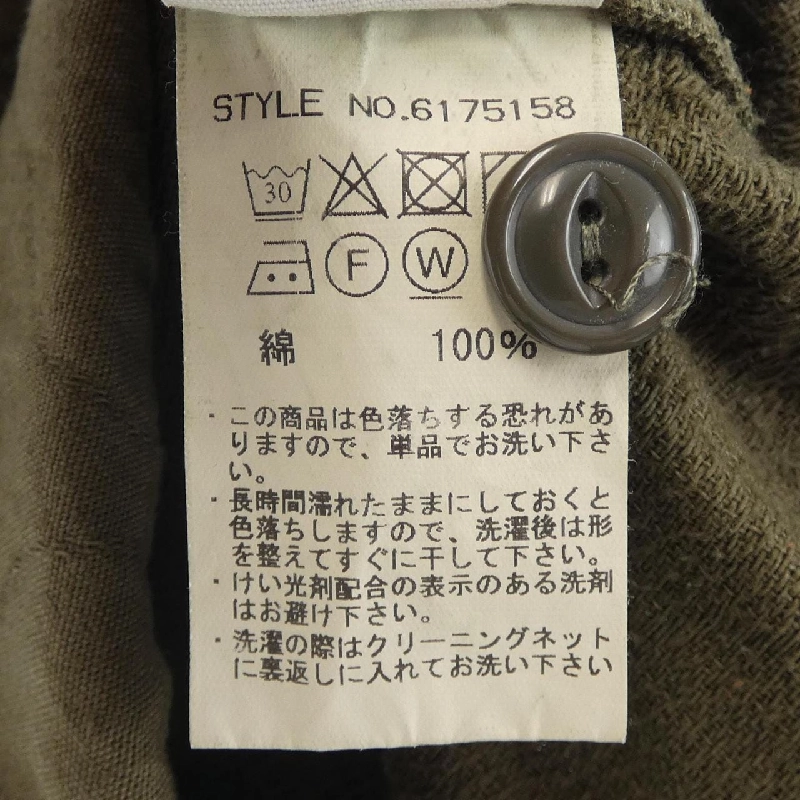 STYLE NO.6175158
30
F W
綿 100%
・この商品は色落ちする恐れがあ
りますので、単品でお洗い下さ
い。
・長時間濡れたままにしておくと
色落ちしますので、洗濯後は形
を整えてすぐに干して下さい。
・けい光剤配合の表示のある洗剤
はお避け下さい。
・洗濯の際はクリーニングネット
に裏返しに入れてお洗い下さい